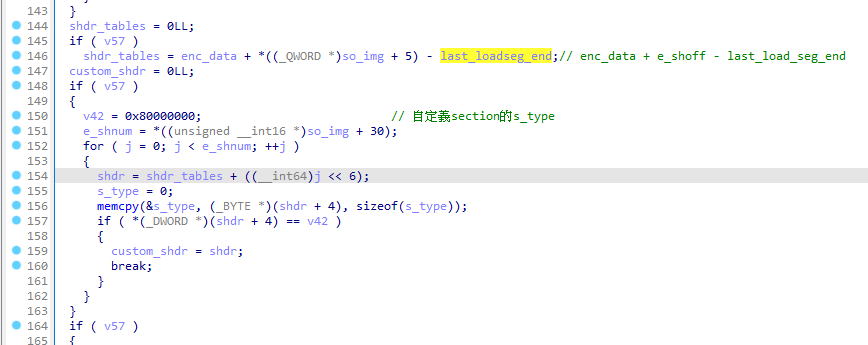 143 }
144 shdr_tables = 0LL;
145 if ( v57 )
146 shdr_tables = enc_data + *((_QWORD *)so_img + 5) - last_loadseg_end;// enc_data + e_shoff - last_load_seg_end
147 custom_shdr = 0LL;
148 if ( v57 )
149 {
150 v42 = 0x80000000; // 自定義section的s_type
151 e_shnum = *((unsigned __int16 *)so_img + 30);
152 for ( j = 0; j < e_shnum; ++j )
153 {
154 shdr = shdr_tables + ((__int64)j << 6);
155 s_type = 0;
156 memcpy(&s_type, (_BYTE *)(shdr + 4), sizeof(s_type));
157 if ( *(_DWORD *)(shdr + 4) == v42 )
158 {
159 custom_shdr = shdr;
160 break;
161 }
162 }
163 }
164 if ( v57 )
165 {